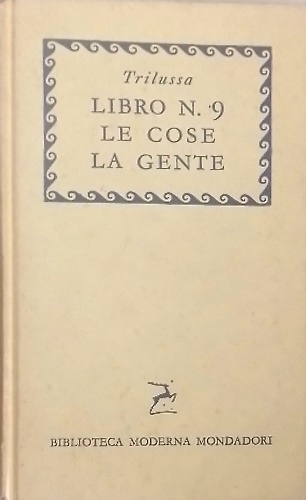 Trilussa
LIBRO N. 9
LE COSE
LA GENTE
BIBLIOTECA MODERNA MONDADORI